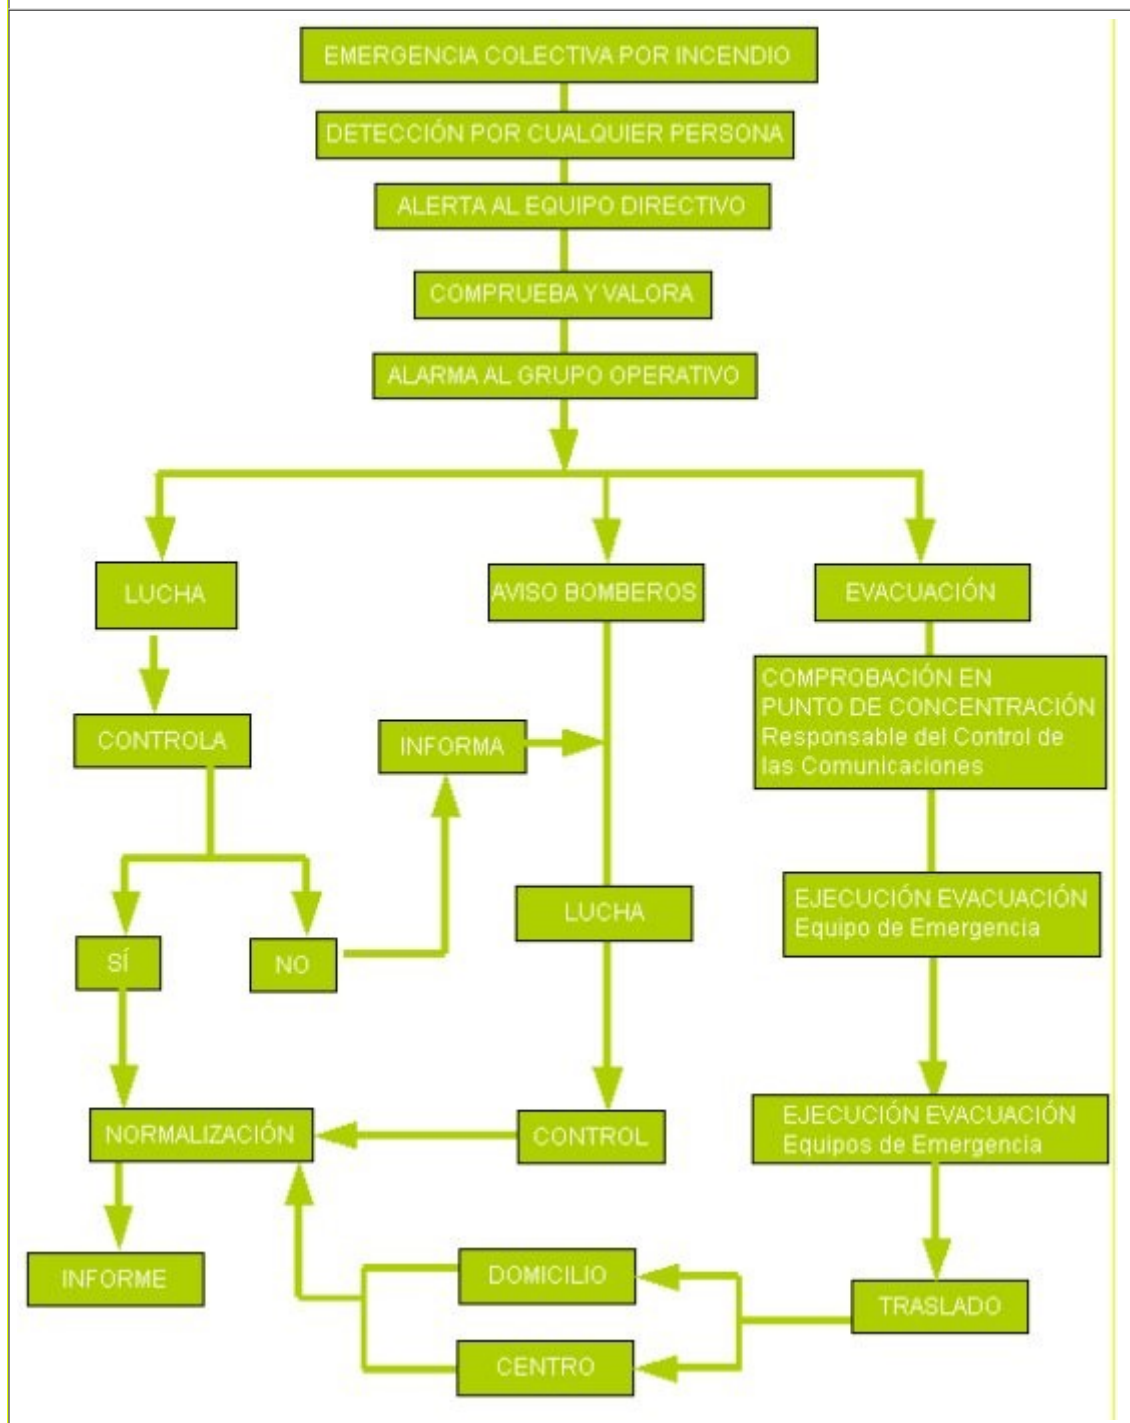 EMERGENCIA COLECTIVA POR INCENDIO
DETECCIÓN POR CUALQUIER PERSONA
ALERTA AL EQUIPO DIRECTIVO
COMPRUEBA Y VALORA
ALARMA AL GRUPO OPERATIVO
LUCHA
AVISO BOMBEROS
EVACUACIÓN
COMPROBACIÓN EN
PUNTO DE CONCENTRACIÓN
Responsable del Control de
las Comunicaciones
CONTROLA
INFORMA
EJECUCIÓN EVACUACIÓN
Equipo de Emergencia
LUCHA
SÍ
NO
EJECUCIÓN EVACUACIÓN
Equipos de Emergencia
NORMALIZACIÓN
CONTROL
INFORME
DOMICILIO
TRASLADO
CENTRO